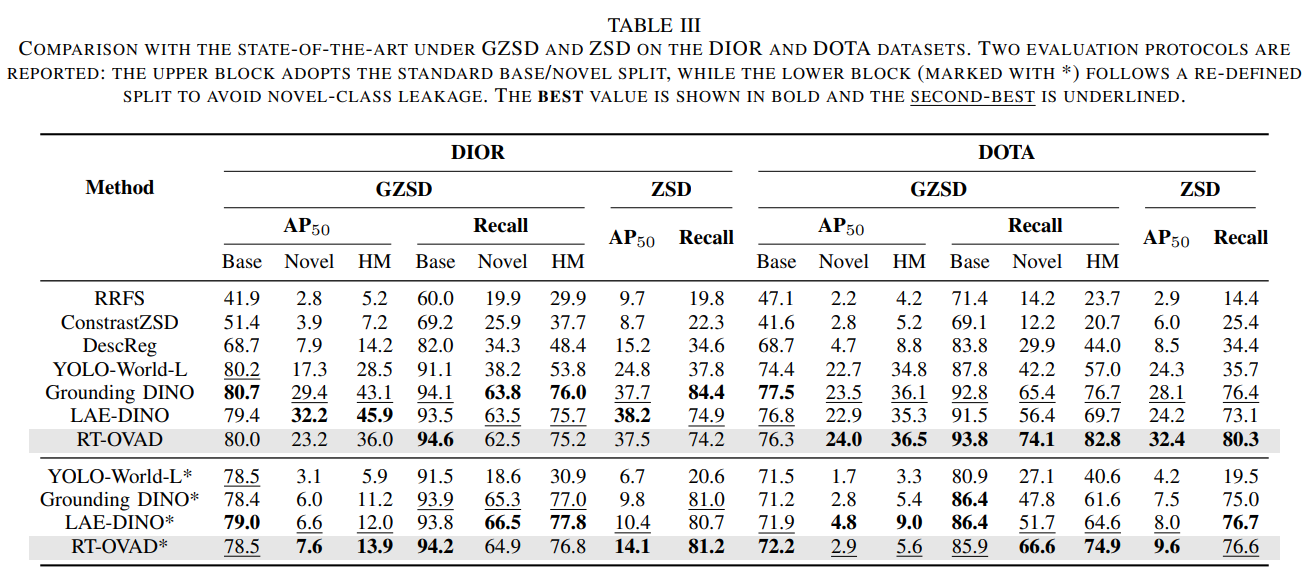 TABLE III
COMPARISON WITH THE STATE-OF-THE-ART UNDER GZSD AND ZSD ON THE DIOR AND DOTA DATASETS. TWO EVALUATION PROTOCOLS ARE
REPORTED: THE UPPER BLOCK ADOPTS THE STANDARD BASE/NOVEL SPLIT, WHILE THE LOWER BLOCK (MARKED WITH *) FOLLOWS A RE-DEFINED
SPLIT TO AVOID NOVEL-CLASS LEAKAGE. THE BEST VALUE IS SHOWN IN BOLD AND THE SECOND-BEST IS UNDERLINED.
Method DIOR DOTA
GZSD ZSD GZSD ZSD
AP50 Recall AP50 Recall AP50 Recall AP50 Recall
Base Novel HM Base Novel HM Base Novel HM Base Novel HM
RRFS 41.9 2.8 5.2 60.0 19.9 29.9 9.7 19.8 47.1 2.2 4.2 71.4 14.2 23.7 2.9 14.4
ConstrastZSD 51.4 3.9 7.2 69.2 25.9 37.7 8.7 22.3 41.6 2.8 5.2 69.1 12.2 20.7 6.0 25.4
DescReg 68.7 7.9 14.2 82.0 34.3 48.4 15.2 34.6 68.7 4.7 8.8 83.8 29.9 44.0 8.5 34.4
YOLO-World-L 80.2 17.3 28.5 91.1 38.2 53.8 24.8 37.8 74.4 22.7 34.8 87.8 42.2 57.0 24.3 35.7
Grounding DINO 80.7 29.4 43.1 94.1 63.8 76.0 37.7 84.4 77.5 23.5 36.1 92.8 65.4 76.7 28.1 76.4
LAE-DINO 79.4 32.2 45.9 93.5 63.5 75.7 38.2 74.9 76.8 22.9 35.3 91.5 56.4 69.7 24.2 73.1
RT-OVAD 80.0 23.2 36.0 94.6 62.5 75.2 37.5 74.2 76.3 24.0 36.5 93.8 74.1 82.8 32.4 80.3
YOLO-World-L* 78.5 3.1 5.9 91.5 18.6 30.9 6.7 20.6 71.5 1.7 3.3 80.9 27.1 40.6 4.2 19.5
Grounding DINO* 78.4 6.0 11.2 93.9 65.3 77.0 9.8 81.0 71.2 2.8 5.4 86.4 47.8 61.6 7.5 75.0
LAE-DINO* 79.0 6.6 12.0 93.8 66.5 77.8 10.4 80.7 71.9 4.8 9.0 86.4 51.7 64.6 8.0 76.7
RT-OVAD* 78.5 7.6 13.9 94.2 64.9 76.8 14.1 81.2 72.2 2.9 5.6 85.9 66.6 74.9 9.6 76.6